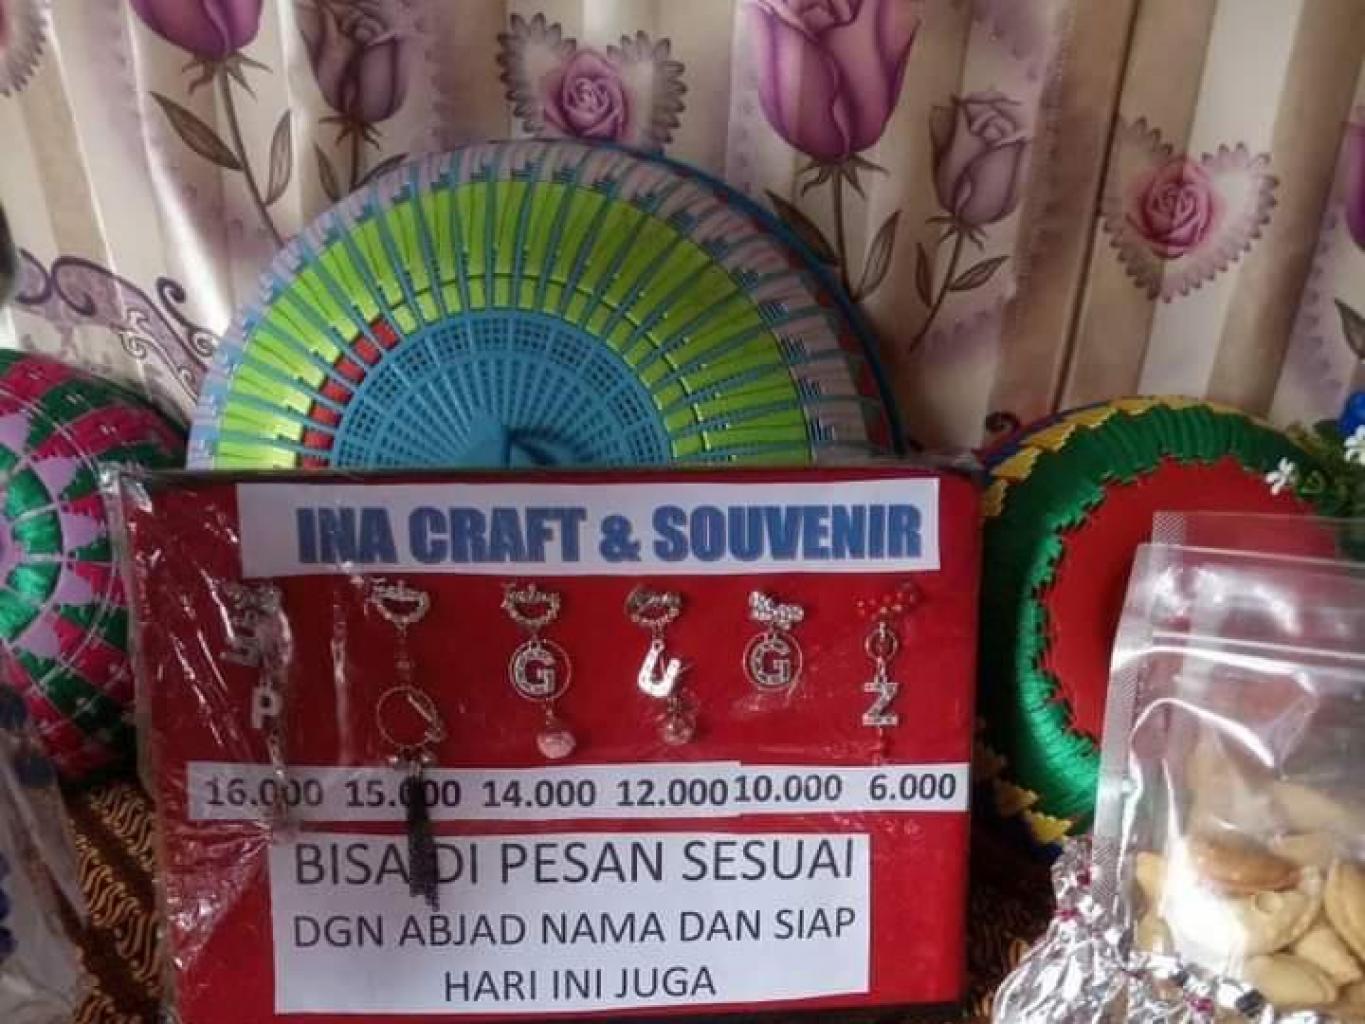 INA CRAFT & SOUVENIR
G G
Z
P
16.000 15.000 14.000 12.000 10.000 6.000
BISA DI PESAN SESUAI
DGN ABJAD NAMA DAN SIAP
HARI INI JUGA